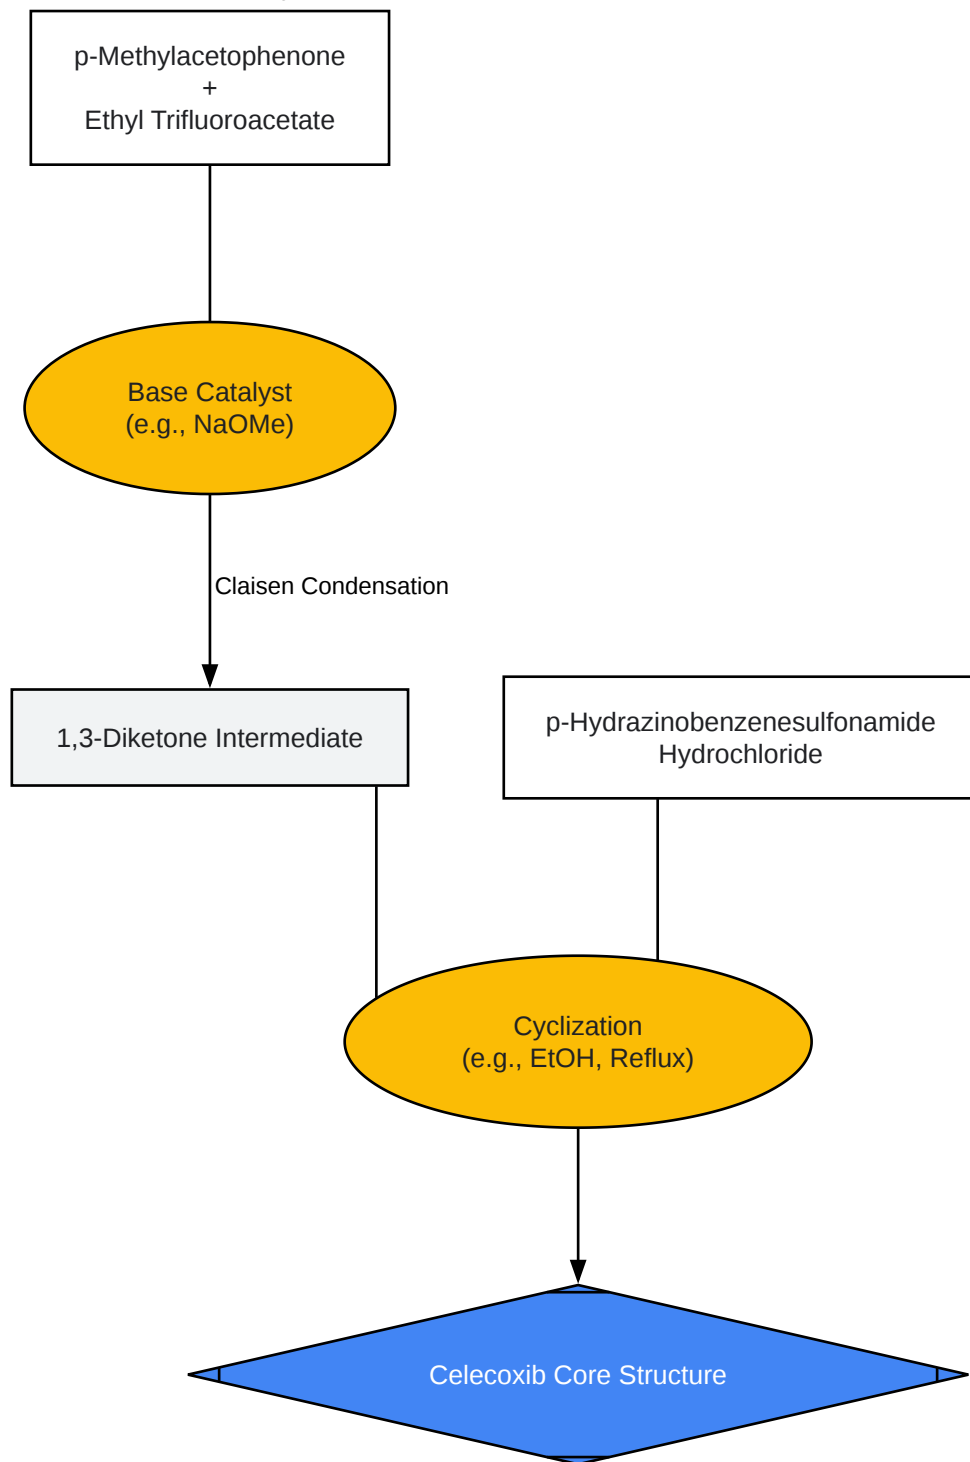 p-Methylacetophenone
+
Ethyl Trifluoroacetate
Base Catalyst
(e.g., NaOMe)
Claisen Condensation
1,3-Diketone Intermediate
p-Hydrazinobenzenesulfonamide
Hydrochloride
Cyclization
(e.g., EtOH, Reflux)
Celecoxib Core Structure